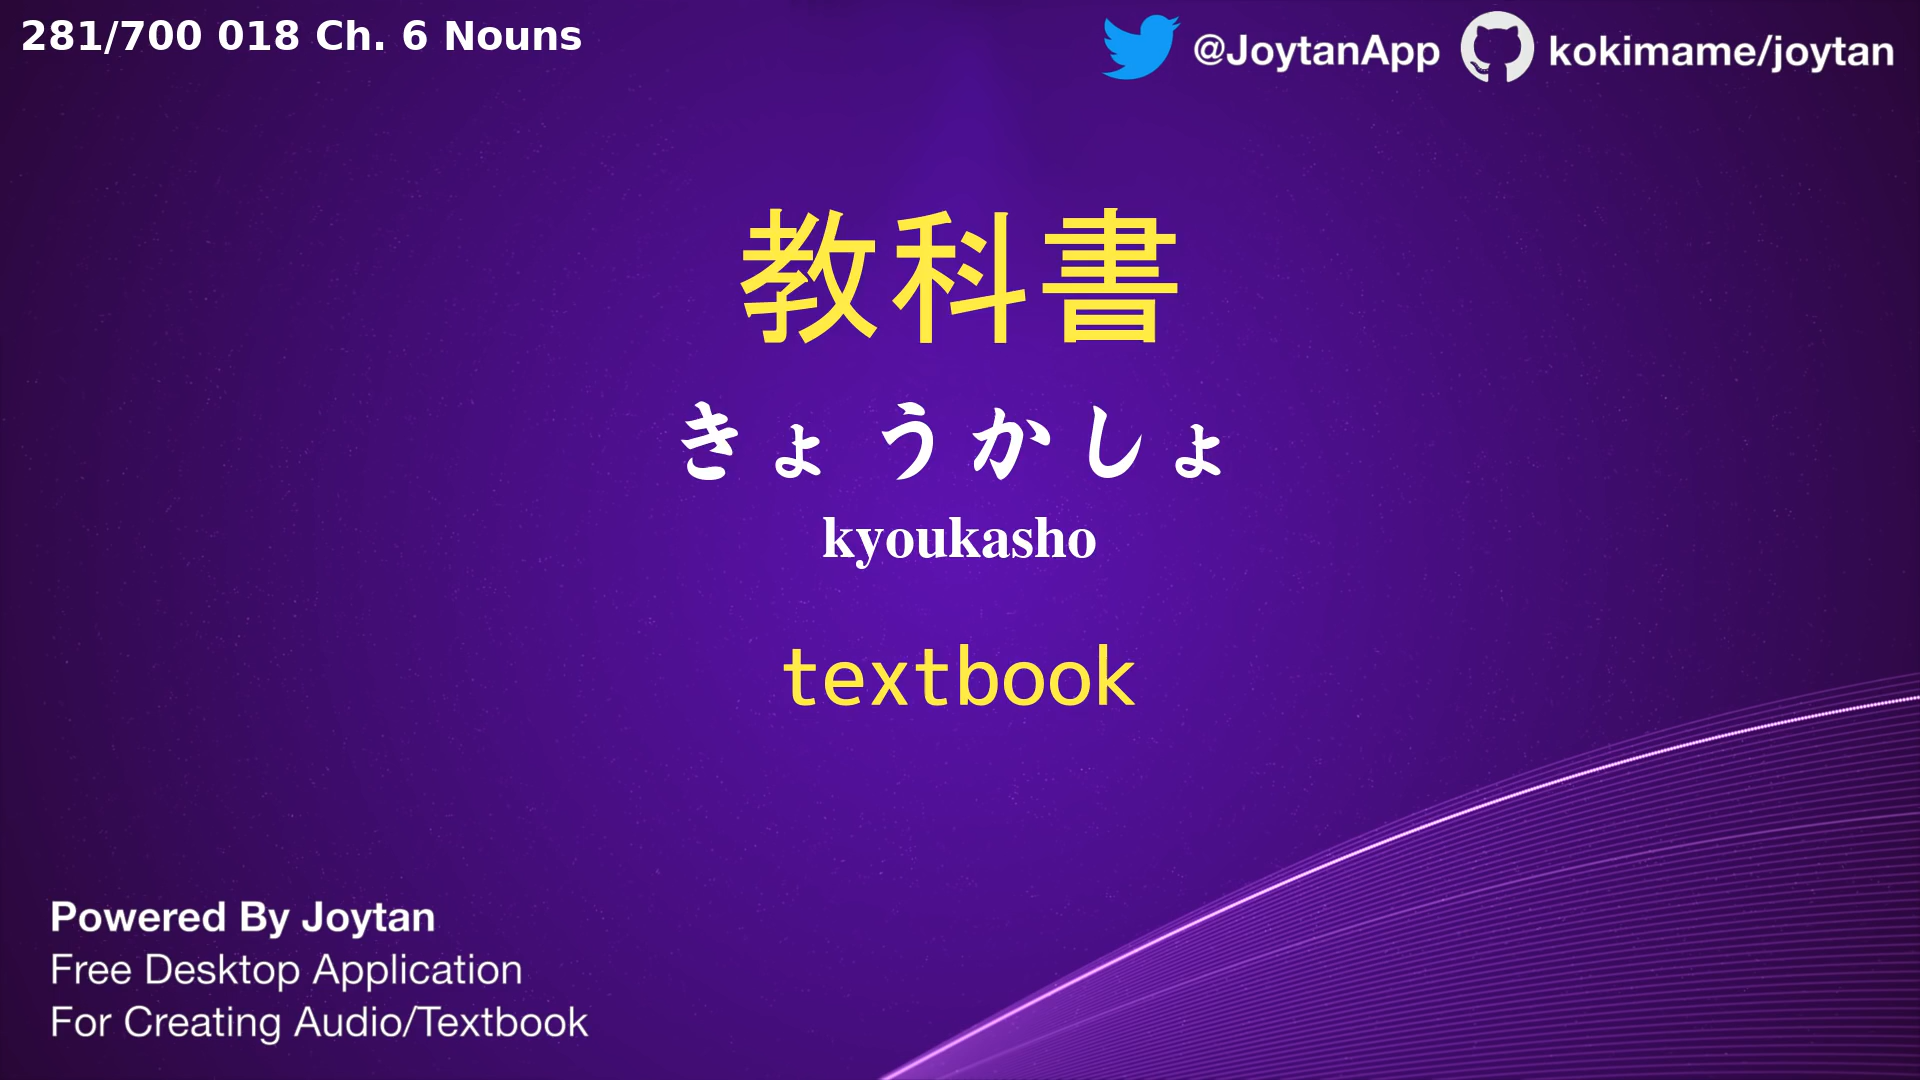 281/700 018 Ch. 6 Nouns
@JoytanApp
kokimame/joytan
教科書
きょうかしょ
kyoukasho
textbook
Powered By Joytan
Free Desktop Application
For Creating Audio/Textbook